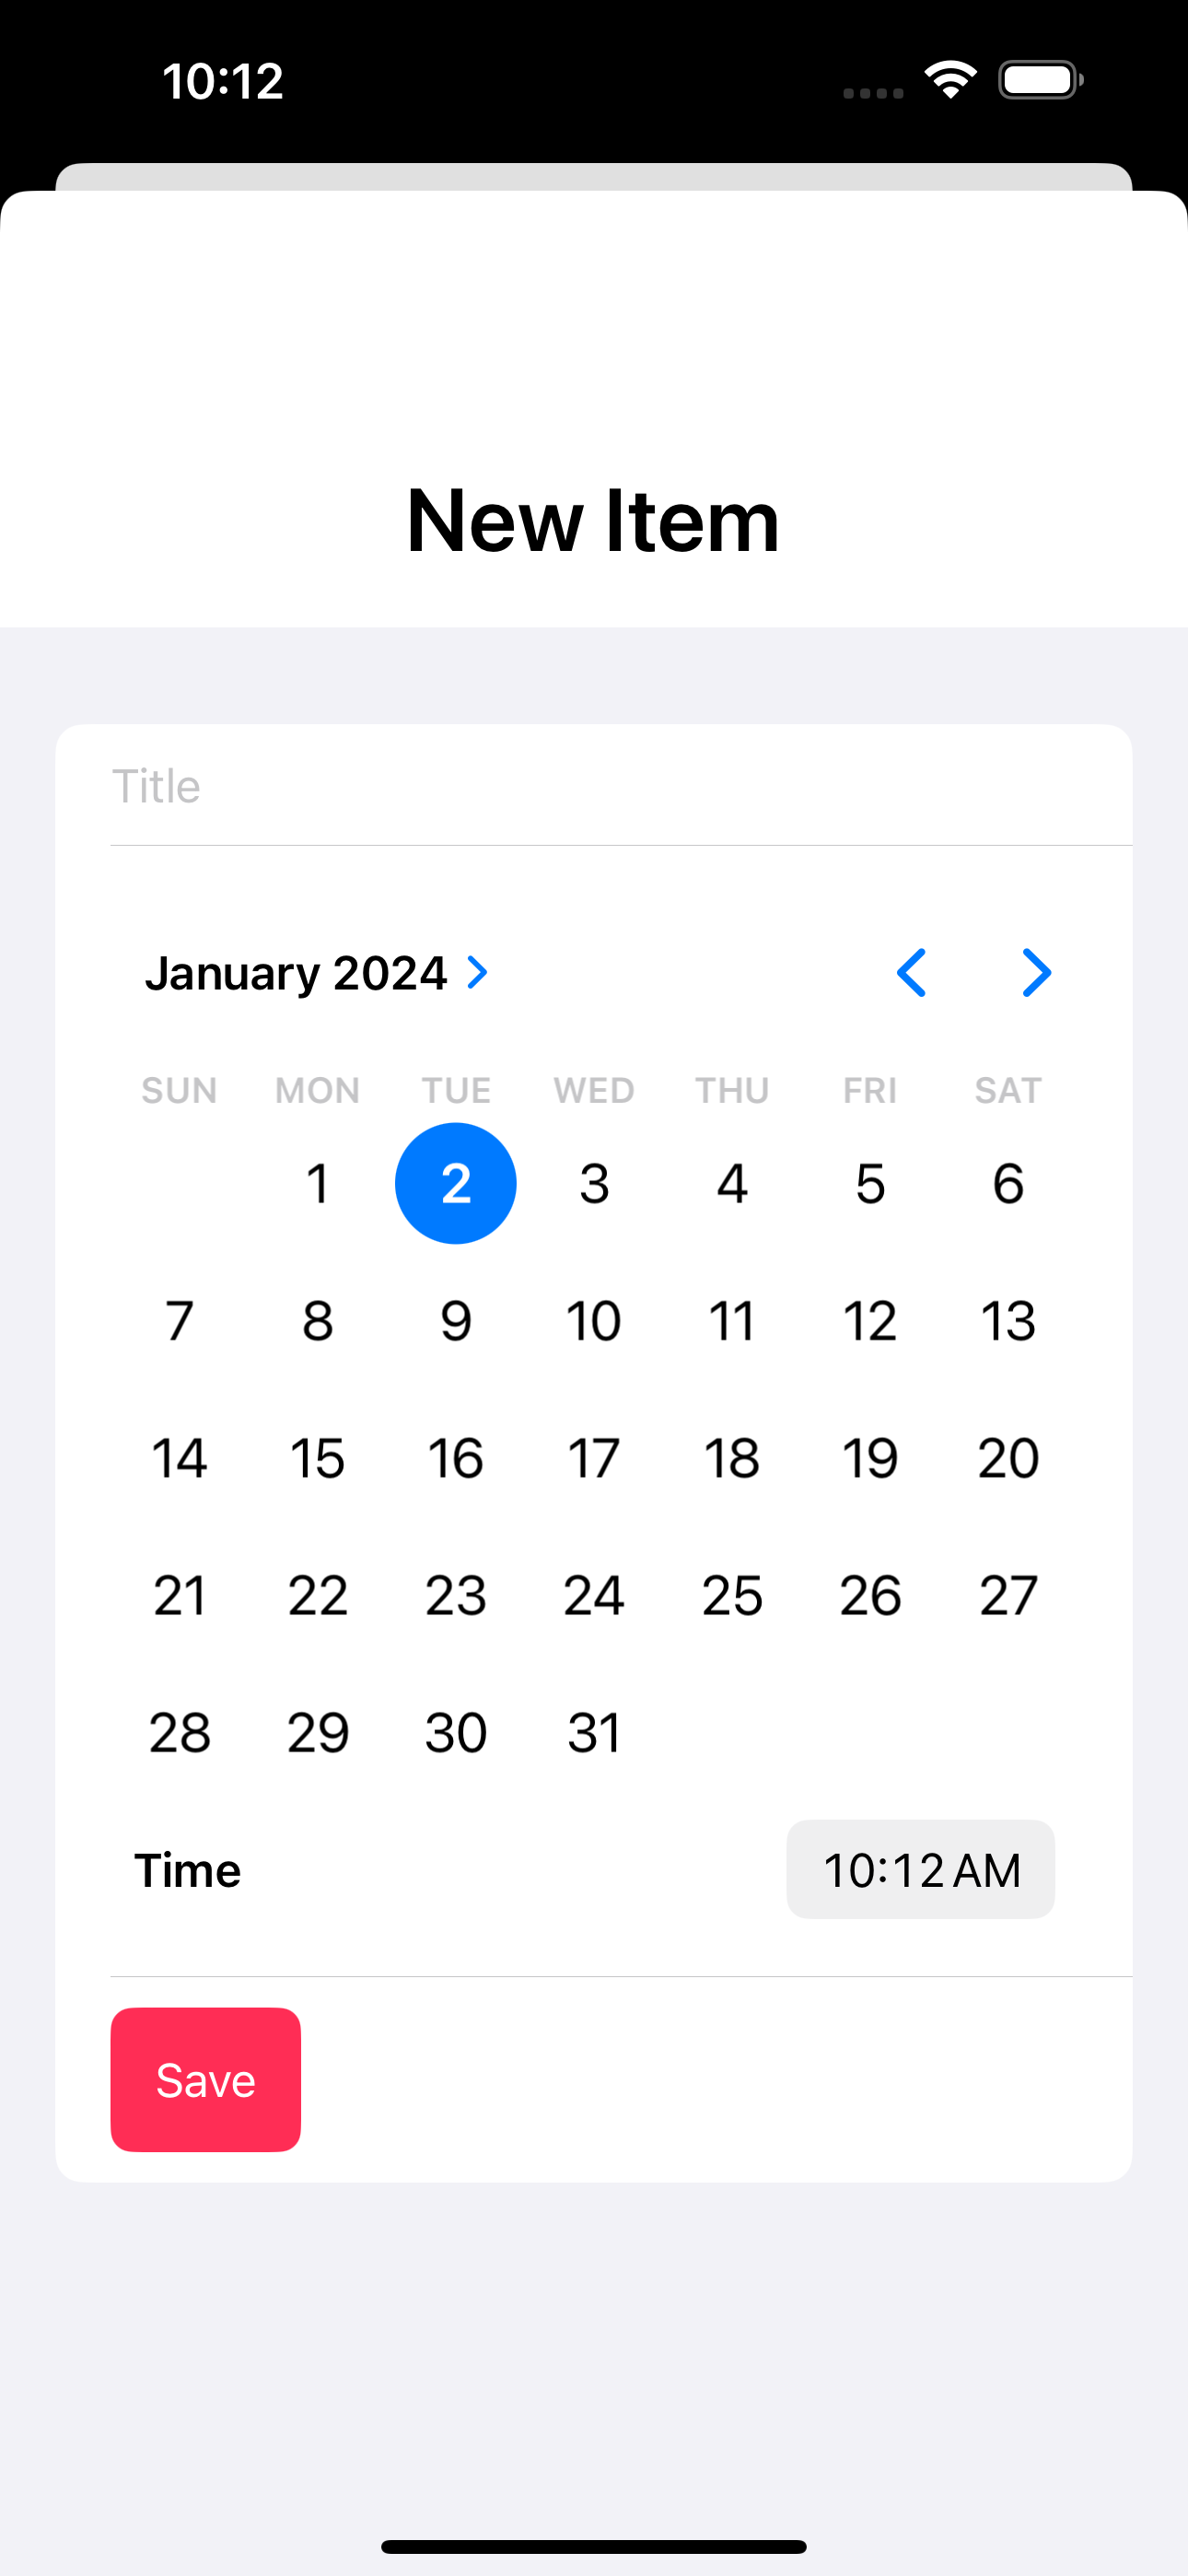 10:12
New Item
Title
January 2024
SUN MON TUE WED THU FRI SAT
1 2 3 4 5 6
7 8 9 10 11 12 13
14 15 16 17 18 19 20
21 22 23 24 25 26 27
28 29 30 31
Time 10:12 AM
Save